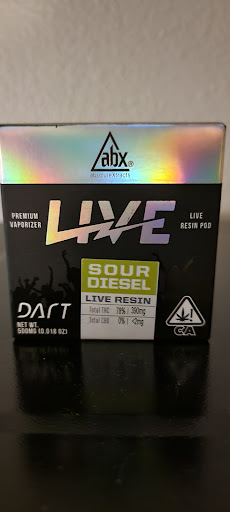 abx®
absolute xtracts
PREMIUM
VAPORIZER
LIVE
LIVE
RESIN POD
SOUR
DIESEL
LIVE RESIN
Total THC 78% / 390mg
Total CBD 0% / <2mg
DART
NET WT.
500MG (0.018 OZ)
CA